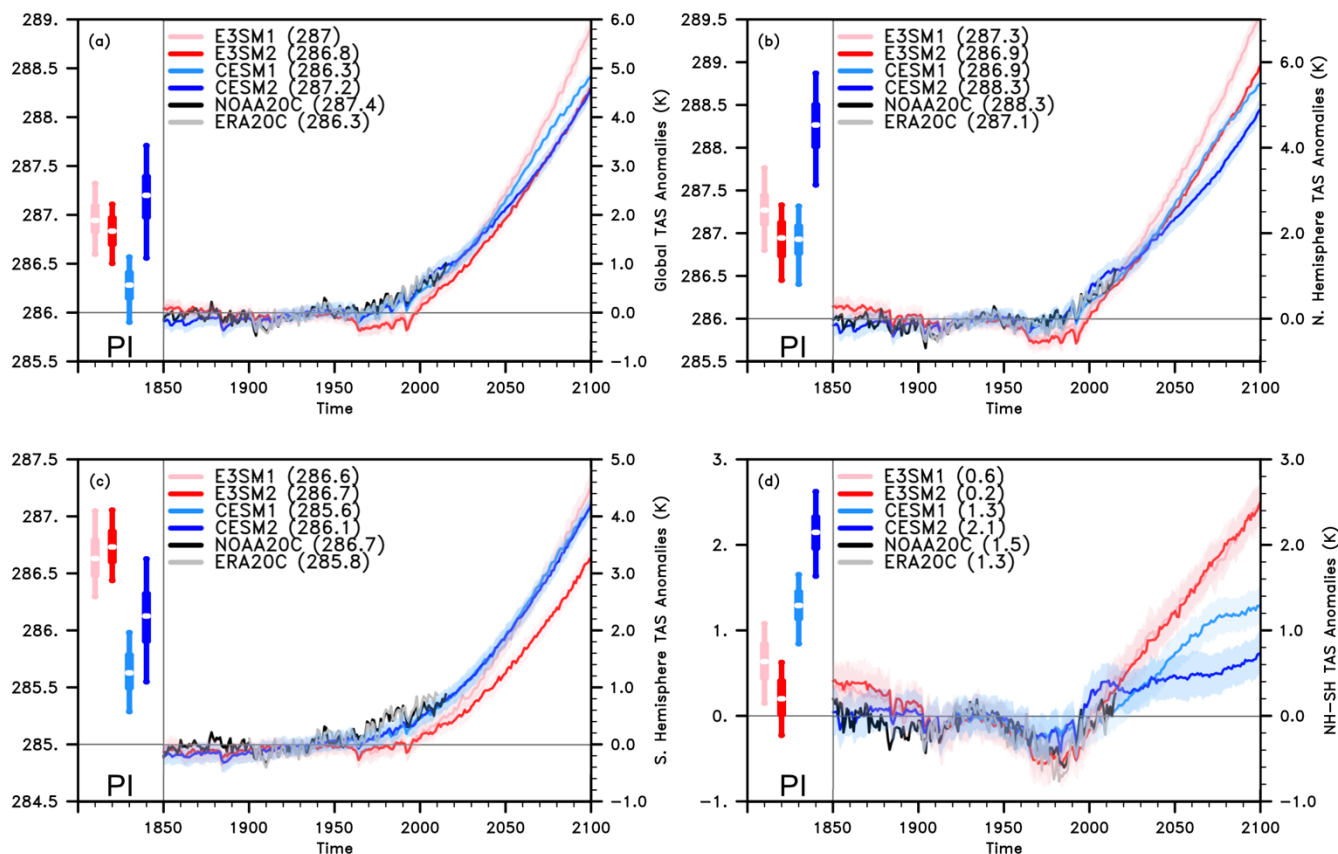 (a)
E3SM1 (287)
E3SM2 (286.8)
CESM1 (286.3)
CESM2 (287.2)
NOAA20C (287.4)
ERA20C (286.3)
289.
288.5
288.
287.5
287.
286.5
286.
285.5
PI
6.0
5.0
4.0
3.0
2.0
1.0
0.0
-1.0
Global TAS Anomalies (K)
1850 1900 1950 2000 2050 2100
Time
(b)
E3SM1 (287.3)
E3SM2 (286.9)
CESM1 (286.9)
CESM2 (288.3)
NOAA20C (288.3)
ERA20C (287.1)
289.5
289.
288.5
288.
287.5
287.
286.5
286.
285.5
PI
6.0
4.0
2.0
0.0
N. Hemisphere TAS Anomalies (K)
1850 1900 1950 2000 2050 2100
Time
(c)
E3SM1 (286.6)
E3SM2 (286.7)
CESM1 (285.6)
CESM2 (286.1)
NOAA20C (286.7)
ERA20C (285.8)
287.5
287.
286.5
286.
285.5
285.
284.5
PI
5.0
4.0
3.0
2.0
1.0
0.0
-1.0
S. Hemisphere TAS Anomalies (K)
1850 1900 1950 2000 2050 2100
Time
(d)
E3SM1 (0.6)
E3SM2 (0.2)
CESM1 (1.3)
CESM2 (2.1)
NOAA20C (1.5)
ERA20C (1.3)
3.
2.
1.
0.
-1.
PI
3.0
2.0
1.0
0.0
-1.0
NH-SH TAS Anomalies (K)
1850 1900 1950 2000 2050 2100
Time